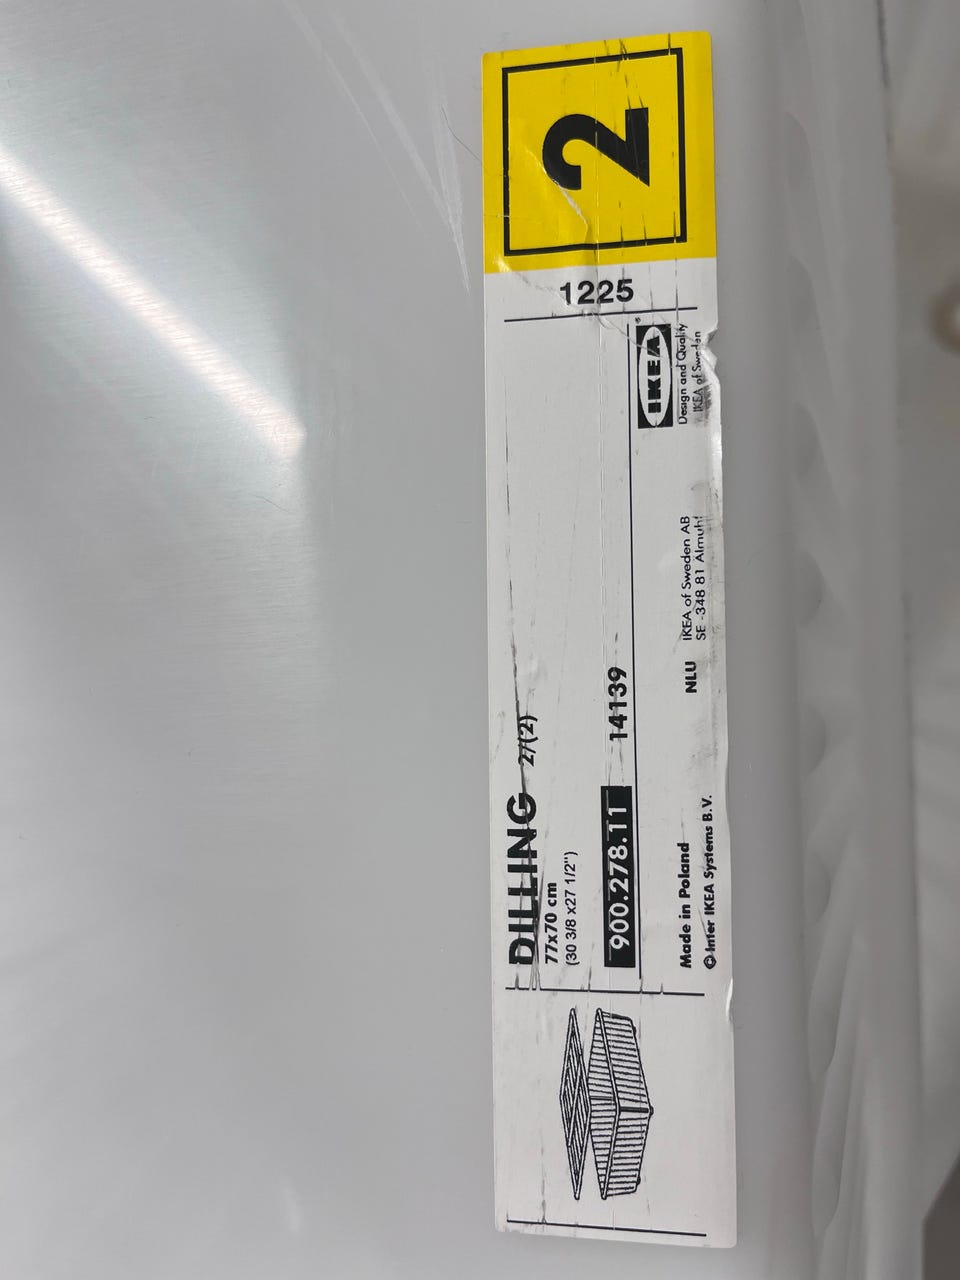 DILLING 2/(2)
77x70 cm
(30 3/8 x27 1/2")
900.278.11 14139
Made in Poland
© Inter IKEA Systems B.V.
NLU
IKEA of Sweden AB
SE -348 81 Älmhult
IKEA
Design and Quality
IKEA of Sweden
1225
2